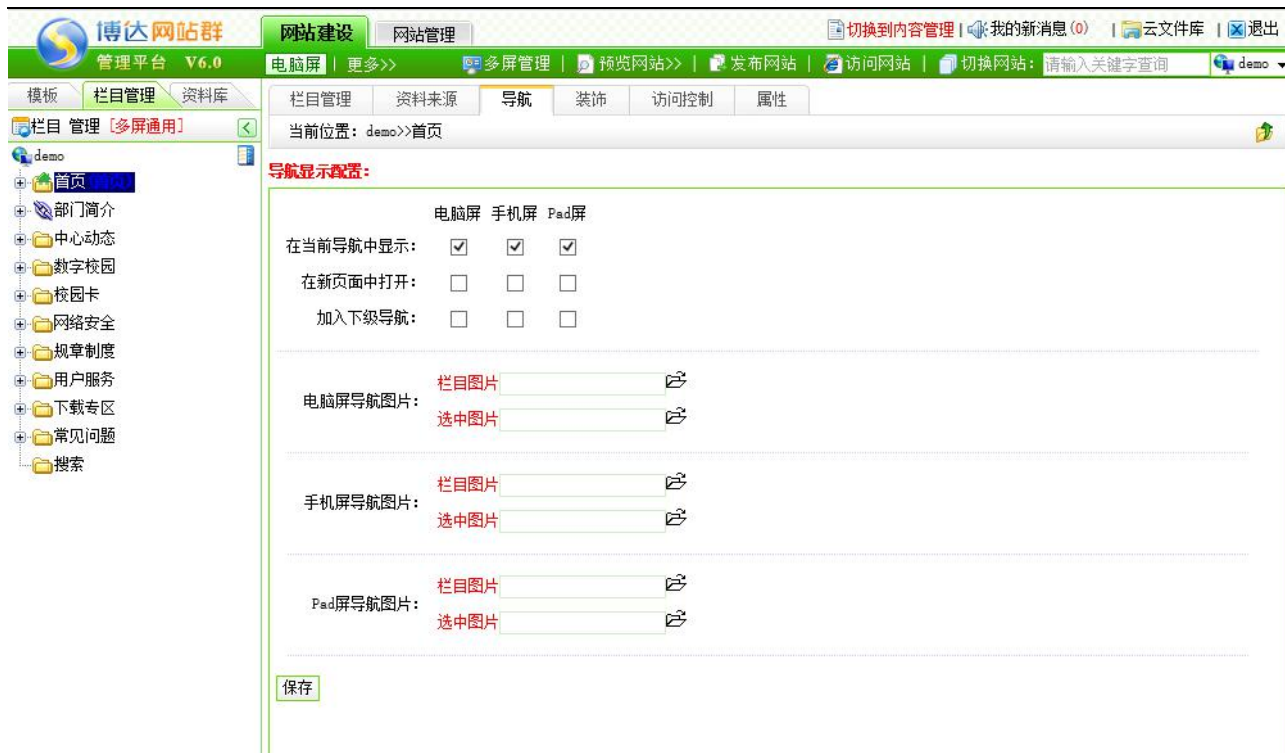 博达网站群
管理平台 V6.0
网站建设 网站管理
切换到内容管理 | 我的新消息(0) | 云文件库 | 退出
电脑屏 | 更多>> 多屏管理 | 预览网站>> | 发布网站 | 访问网站 | 切换网站: 请输入关键字查询 demo
模板 栏目管理 资料库
栏目 管理 [多屏通用]
demo
首页
部门简介
中心动态
数字校园
校园卡
网络安全
规章制度
用户服务
下载专区
常见问题
搜索
栏目管理 资料来源 导航 装饰 访问控制 属性
当前位置: demo>>首页
导航显示配置:
电脑屏 手机屏 Pad屏
在当前导航中显示:
在新页面中打开:
加入下级导航:
电脑屏导航图片:
栏目图片
选中图片
手机屏导航图片:
栏目图片
选中图片
Pad屏导航图片:
栏目图片
选中图片
保存